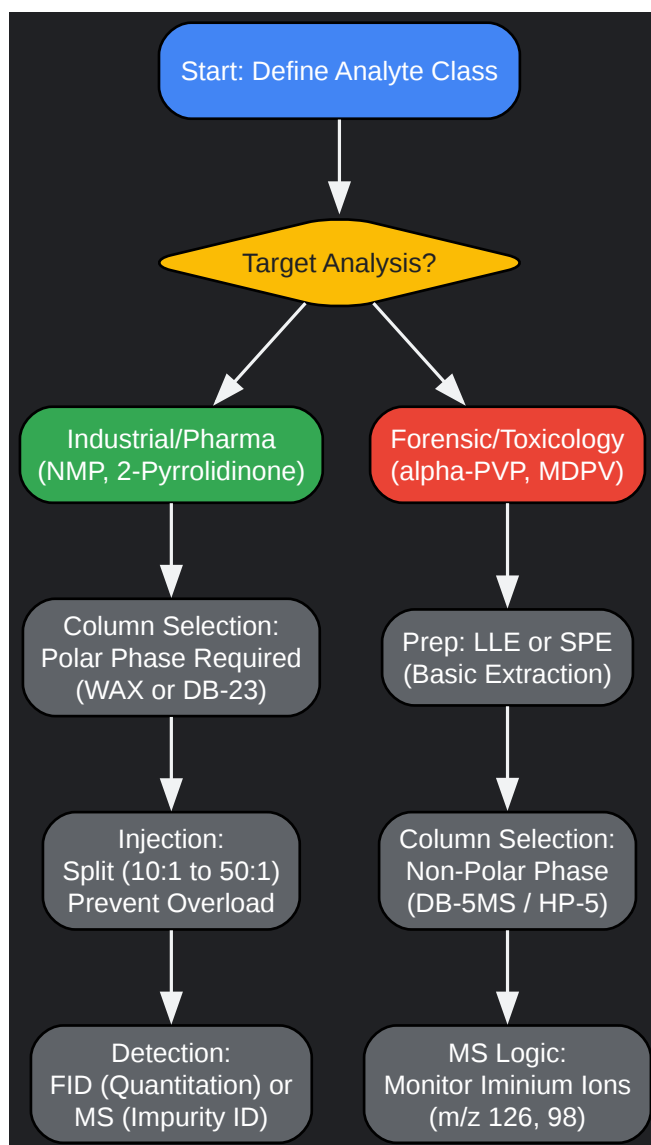 Start: Define Analyte Class
Target Analysis?
Industrial/Pharma
(NMP, 2-Pyrrolidinone)
Column Selection:
Polar Phase Required
(WAX or DB-23)
Injection:
Split (10:1 to 50:1)
Prevent Overload
Detection:
FID (Quantitation) or
MS (Impurity ID)
Forensic/Toxicology
(alpha-PVP, MDPV)
Prep: LLE or SPE
(Basic Extraction)
Column Selection:
Non-Polar Phase
(DB-5MS / HP-5)
MS Logic:
Monitor Iminium Ions
(m/z 126, 98)